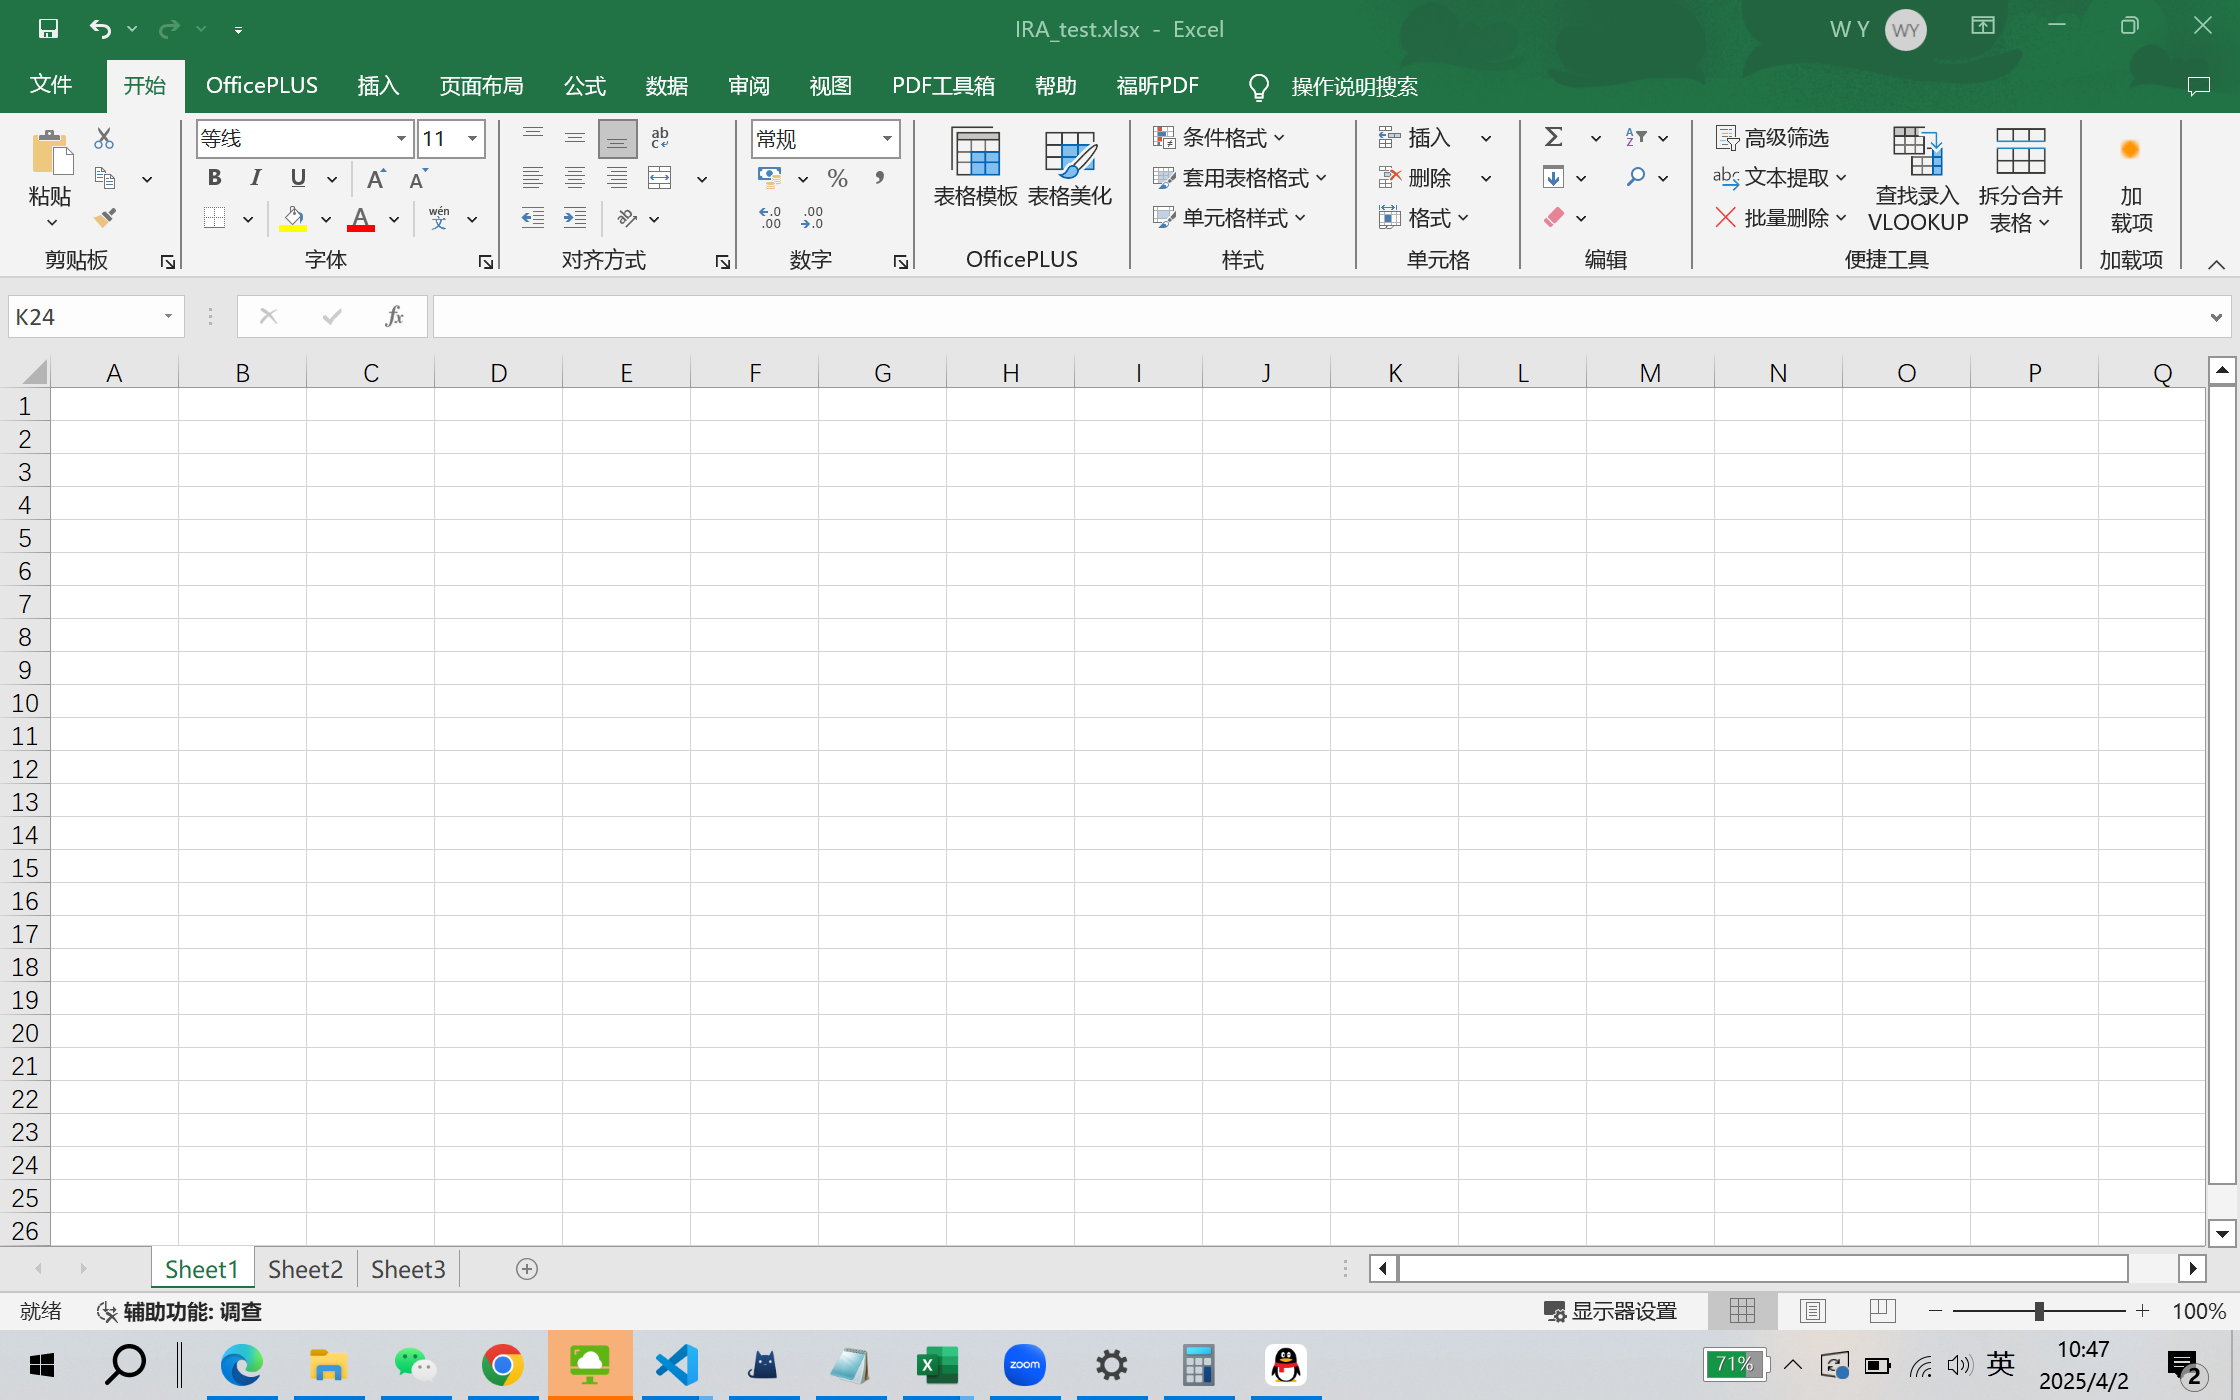 IRA_test.xlsx - Excel
W Y
WY
文件
开始
OfficePLUS
插入
页面布局
公式
数据
审阅
视图
PDF工具箱
帮助
福昕PDF
操作说明搜索
粘贴
剪贴板
等线
11
B I U
A A
A
wén
文
字体
ab
c
ab
对齐方式
常规
%
,
.0
.00
.00
.0
数字
表格模板
表格美化
OfficePLUS
条件格式
套用表格格式
单元格样式
样式
插入
删除
格式
单元格
Σ
A
Z
编辑
高级筛选
abc 文本提取
批量删除
查找录入
VLOOKUP
拆分合并
表格
便捷工具
加
载项
加载项
K24
fx
A B C D E F G H I J K L M N O P Q
1
2
3
4
5
6
7
8
9
10
11
12
13
14
15
16
17
18
19
20
21
22
23
24
25
26
Sheet1 Sheet2 Sheet3
就绪
辅助功能: 调查
显示器设置
100%
X
zoom
71%
英
10:47
2025/4/2
2